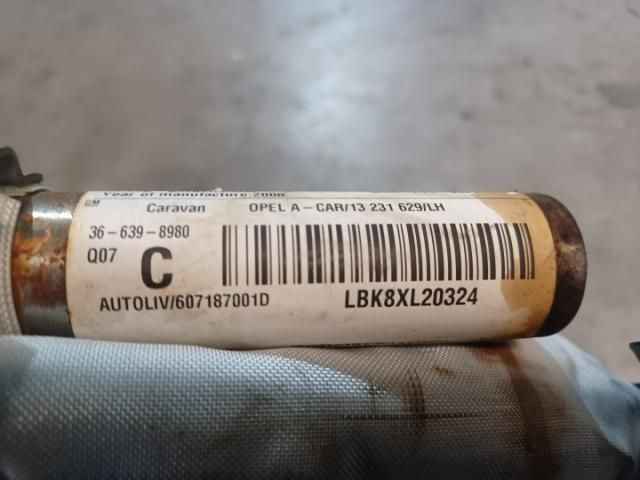 Year of manufacture:2008
GM
Caravan OPEL A-CAR/13 231 629/LH
36-639-8980
Q07 C
AUTOLIV/607187001D LBK8XL20324